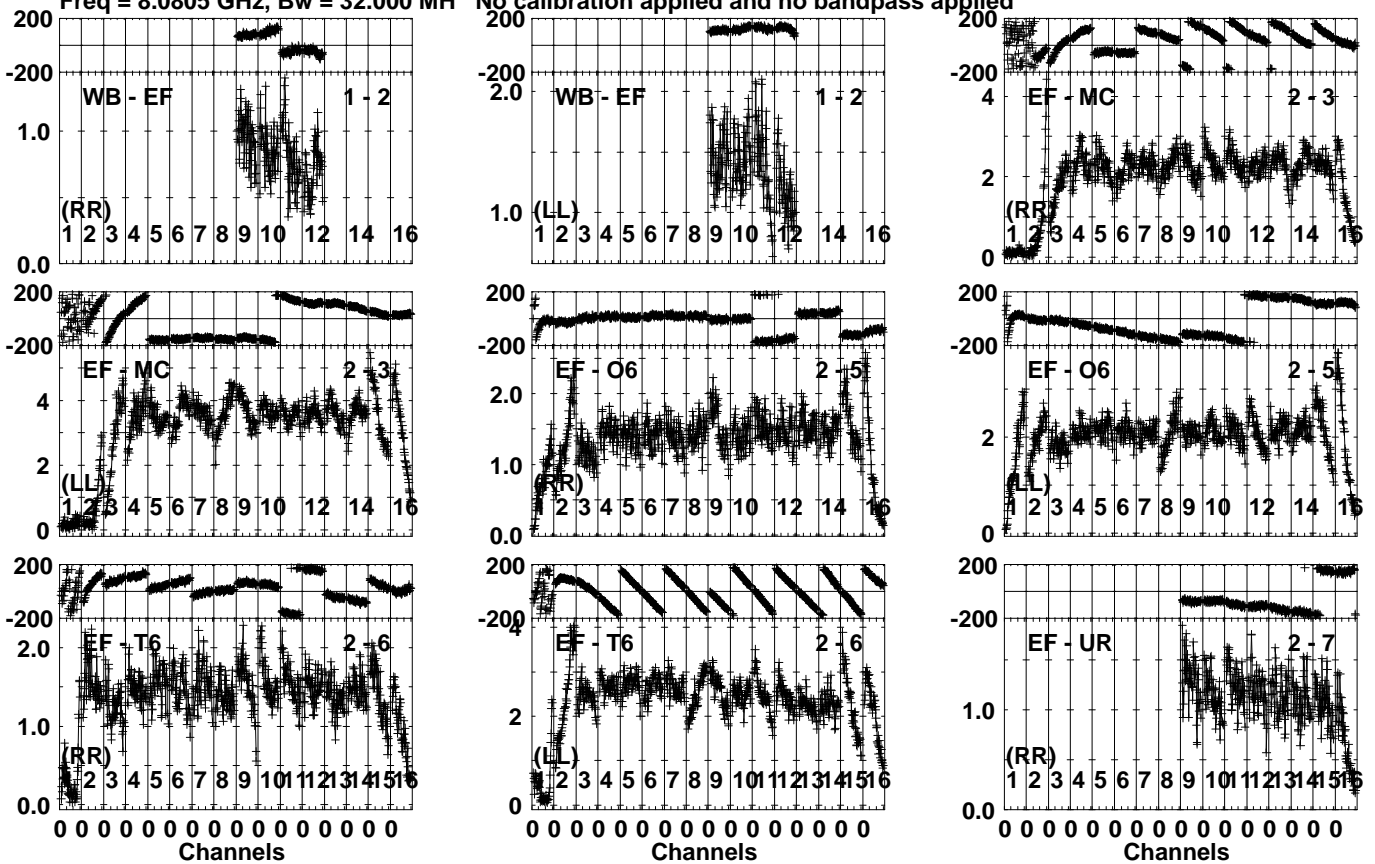 Freq = 8.0805 GHz, Bw = 32.000 MH No calibration applied and no bandpass applied
200
-200
WB - EF 1 - 2
1.0
(RR)
1 2 3 4 5 6 7 8 9 10 12 14 16
0.0
200
-200
2.0
WB - EF 1 - 2
1.0
(LL)
1 2 3 4 5 6 7 8 9 10 12 14 16
200
-200
4
EF - MC 2 - 3
2
(RR)
1 2 3 4 5 6 7 8 9 10 12 14 16
0
200
-200
EF - MC 2 - 3
4
2
(LL)
1 2 3 4 5 6 7 8 9 10 12 14 16
0
200
-200
EF - O6 2 - 5
2.0
1.0
(RR)
1 2 3 4 5 6 7 8 9 10 12 14 16
0.0
200
-200
EF - O6 2 - 5
2
(LL)
1 2 3 4 5 6 7 8 9 10 12 14 16
0
200
-200
EF - T6 2 - 6
2.0
1.0
(RR)
2 3 4 5 6 7 8 9 10 11 12 13 14 15 16
0.0
0 0 0 0 0 0 0 0 0 0 0 0 0 0 0 0
Channels
200
-200
4
EF - T6 2 - 6
2
(LL)
1 2 3 4 5 6 7 8 9 10 11 12 13 14 15 16
0
0 0 0 0 0 0 0 0 0 0 0 0 0 0 0 0
Channels
200
-200
EF - UR 2 - 7
1.0
(RR)
1 2 3 4 5 6 7 8 9 10 11 12 13 14 15 16
0.0
0 0 0 0 0 0 0 0 0 0 0 0 0 0 0 0
Channels